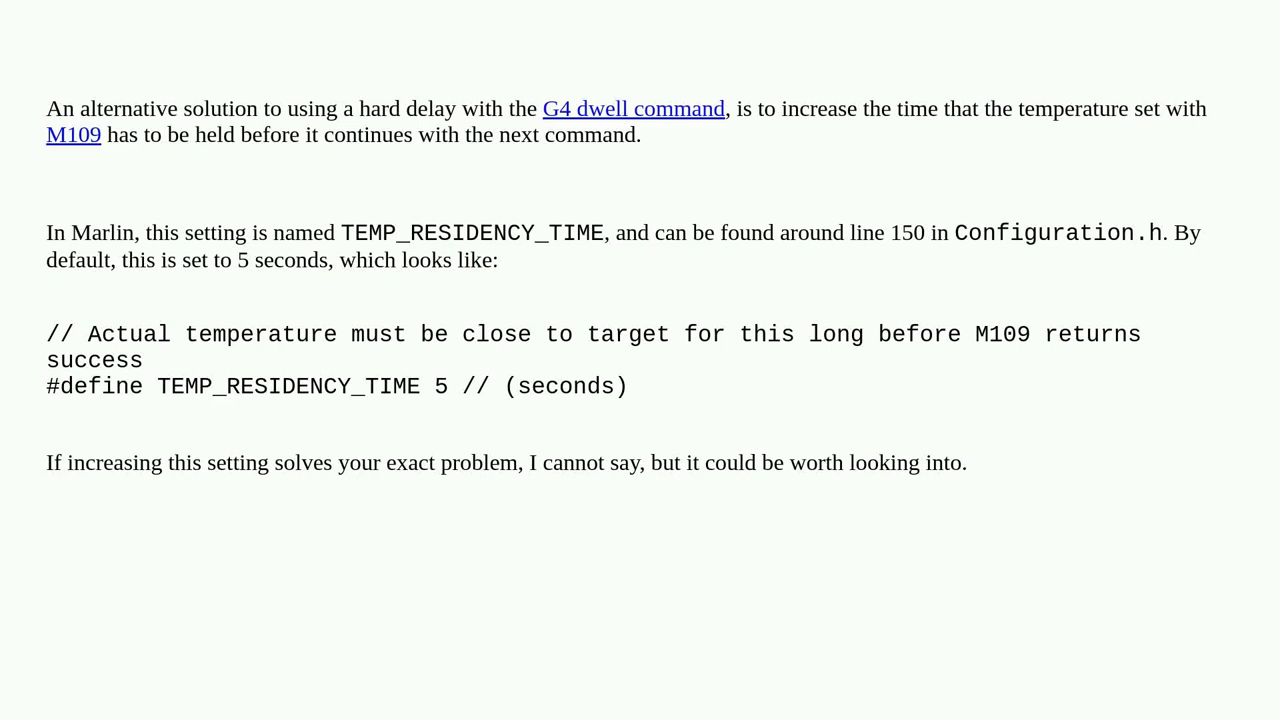 An alternative solution to using a hard delay with the G4 dwell command, is to increase the time that the temperature set with
M109 has to be held before it continues with the next command.
In Marlin, this setting is named TEMP_RESIDENCY_TIME, and can be found around line 150 in Configuration.h. By
default, this is set to 5 seconds, which looks like:
// Actual temperature must be close to target for this long before M109 returns
success
#define TEMP_RESIDENCY_TIME 5 // (seconds)
If increasing this setting solves your exact problem, I cannot say, but it could be worth looking into.